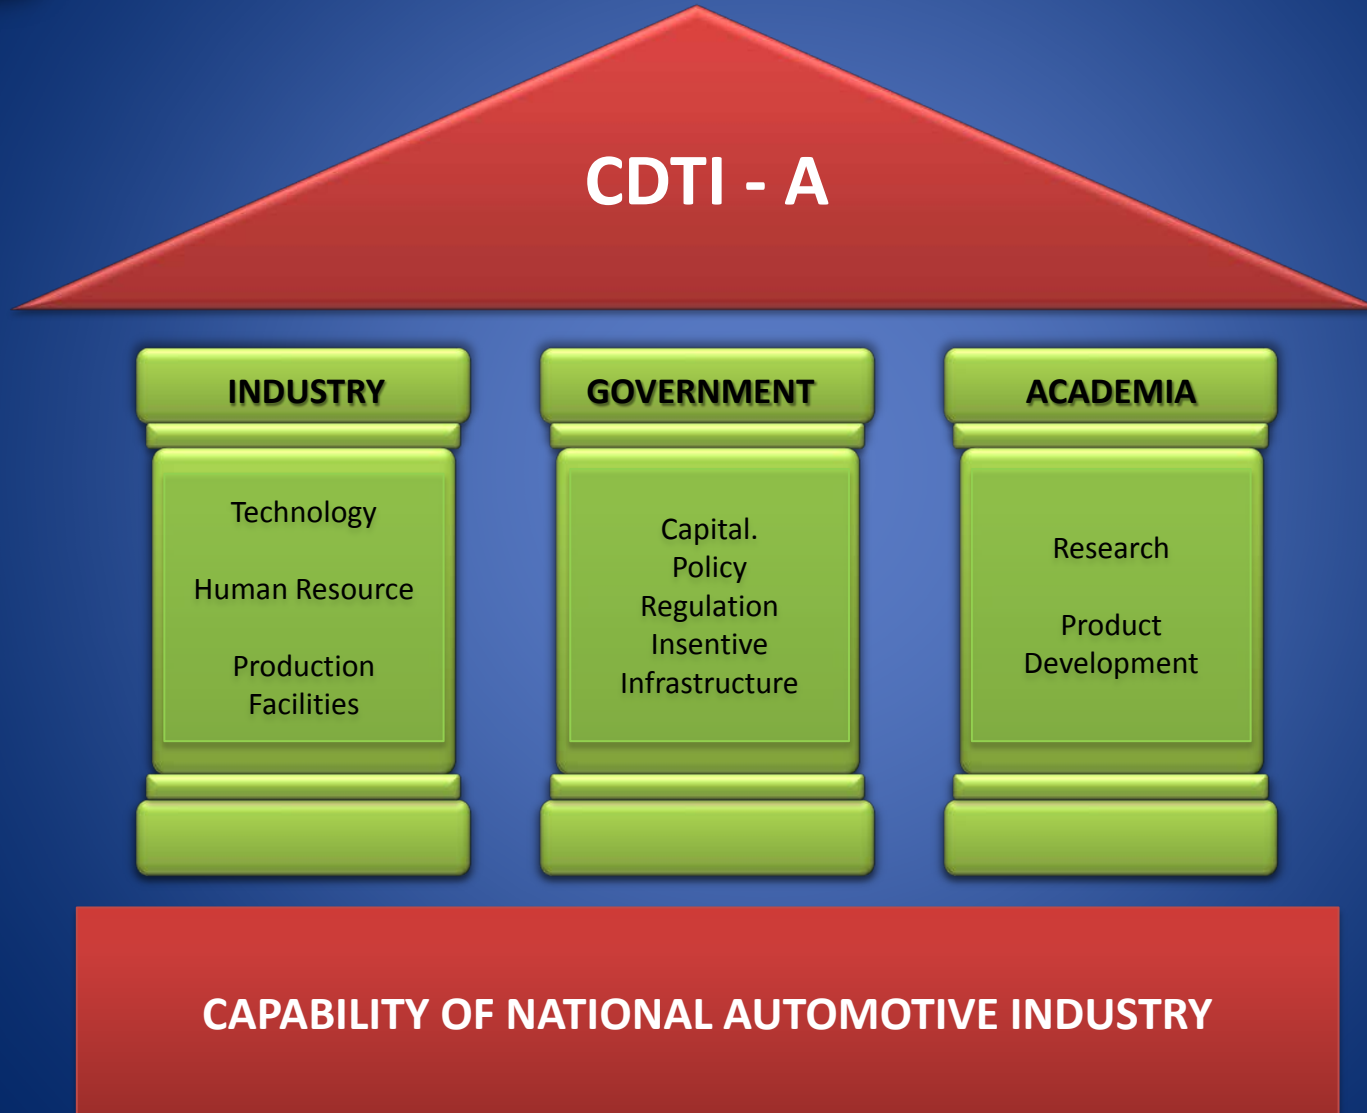 CDTI - A
INDUSTRY
Technology
Human Resource
Production
Facilities
GOVERNMENT
Capital.
Policy
Regulation
Insentive
Infrastructure
ACADEMIA
Research
Product
Development
CAPABILITY OF NATIONAL AUTOMOTIVE INDUSTRY